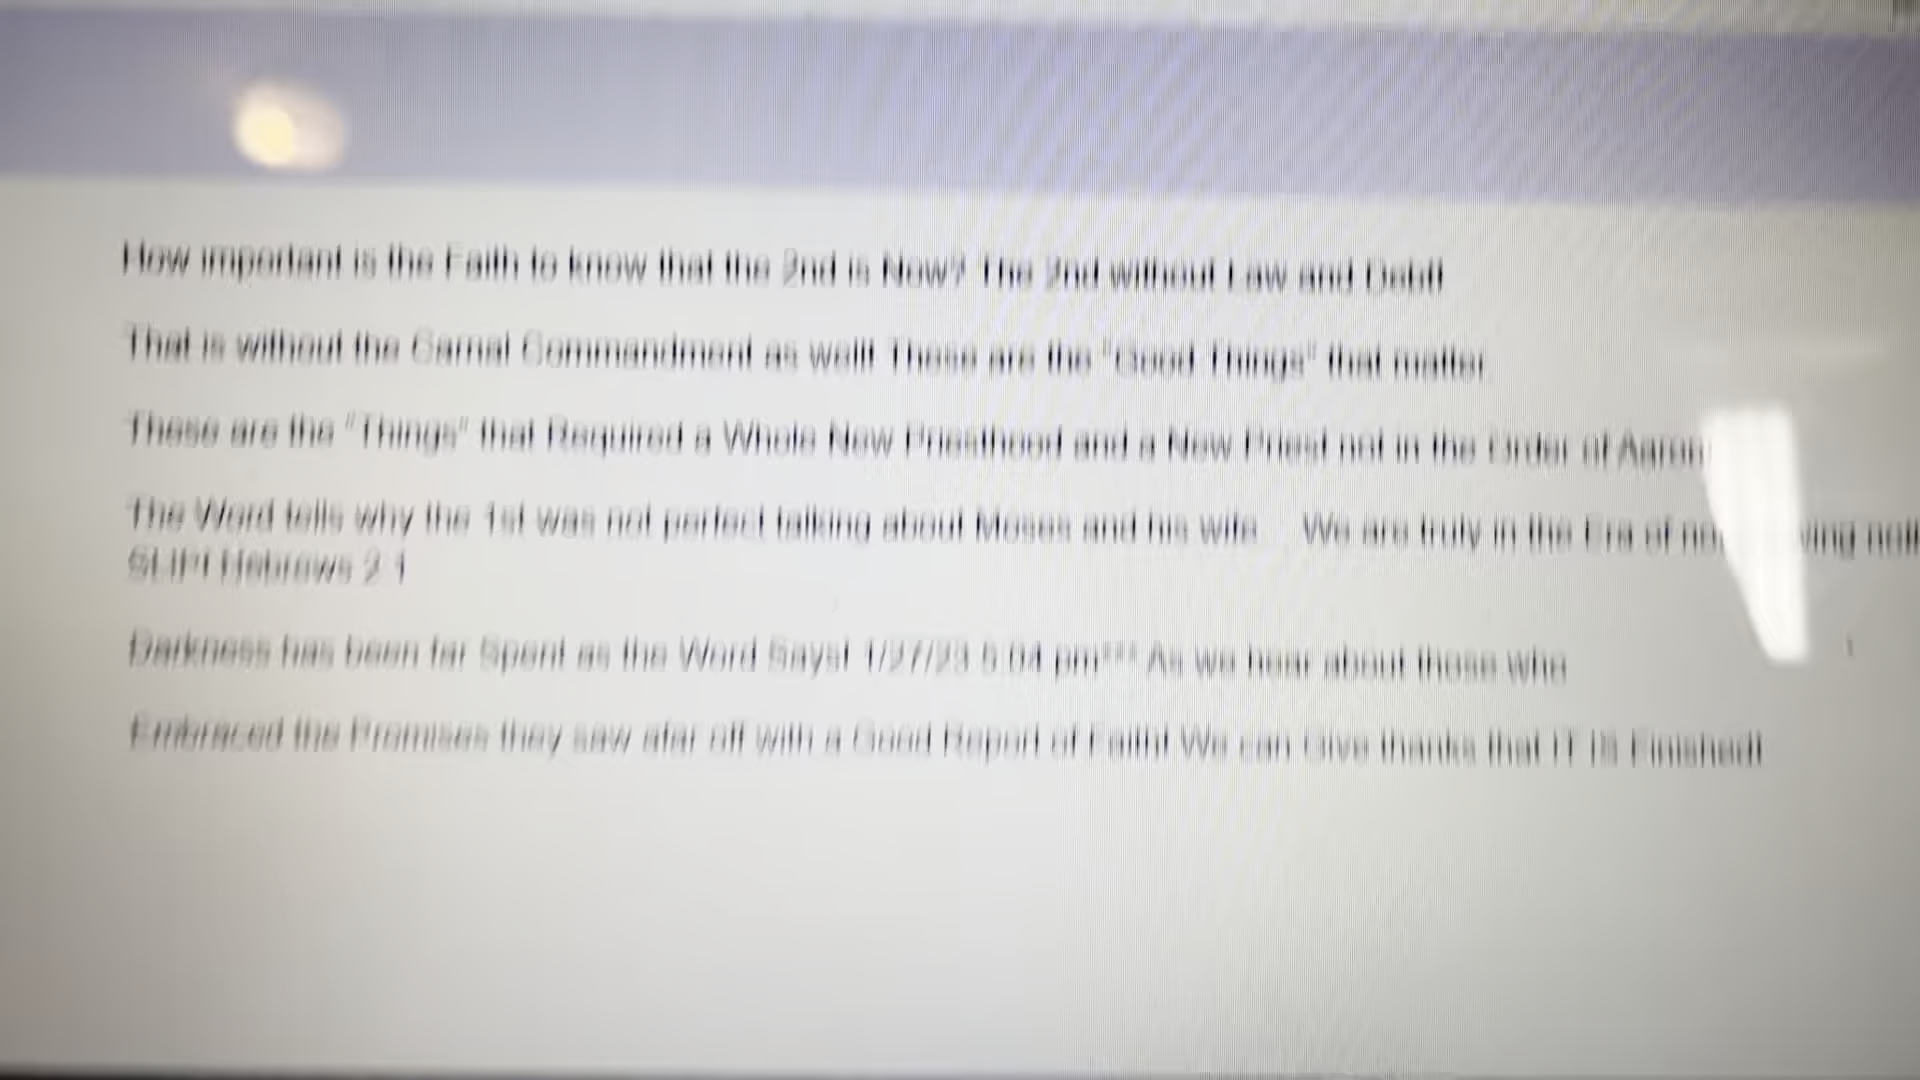 How important is the Faith to know that the 2nd is Now? The 2nd without Law and Debt!
That is without the Carnal Commandment as well! These are the "Good Things" that matter
These are the "Things" that Required a Whole New Priesthood and a New Priest not in the Order of Aaron
The Word tells why the 1st was not perfect talking about Moses and his wife. We are truly in the Era of
SLIP! Hebrews 2:1
Darkness has been far Spent as the Word Says! 1/27/23 5:04 pm*** As we hear about those who
Embraced the Promises they saw afar off with a Good Report of Faith! We can Give thanks that IT IS Finished!